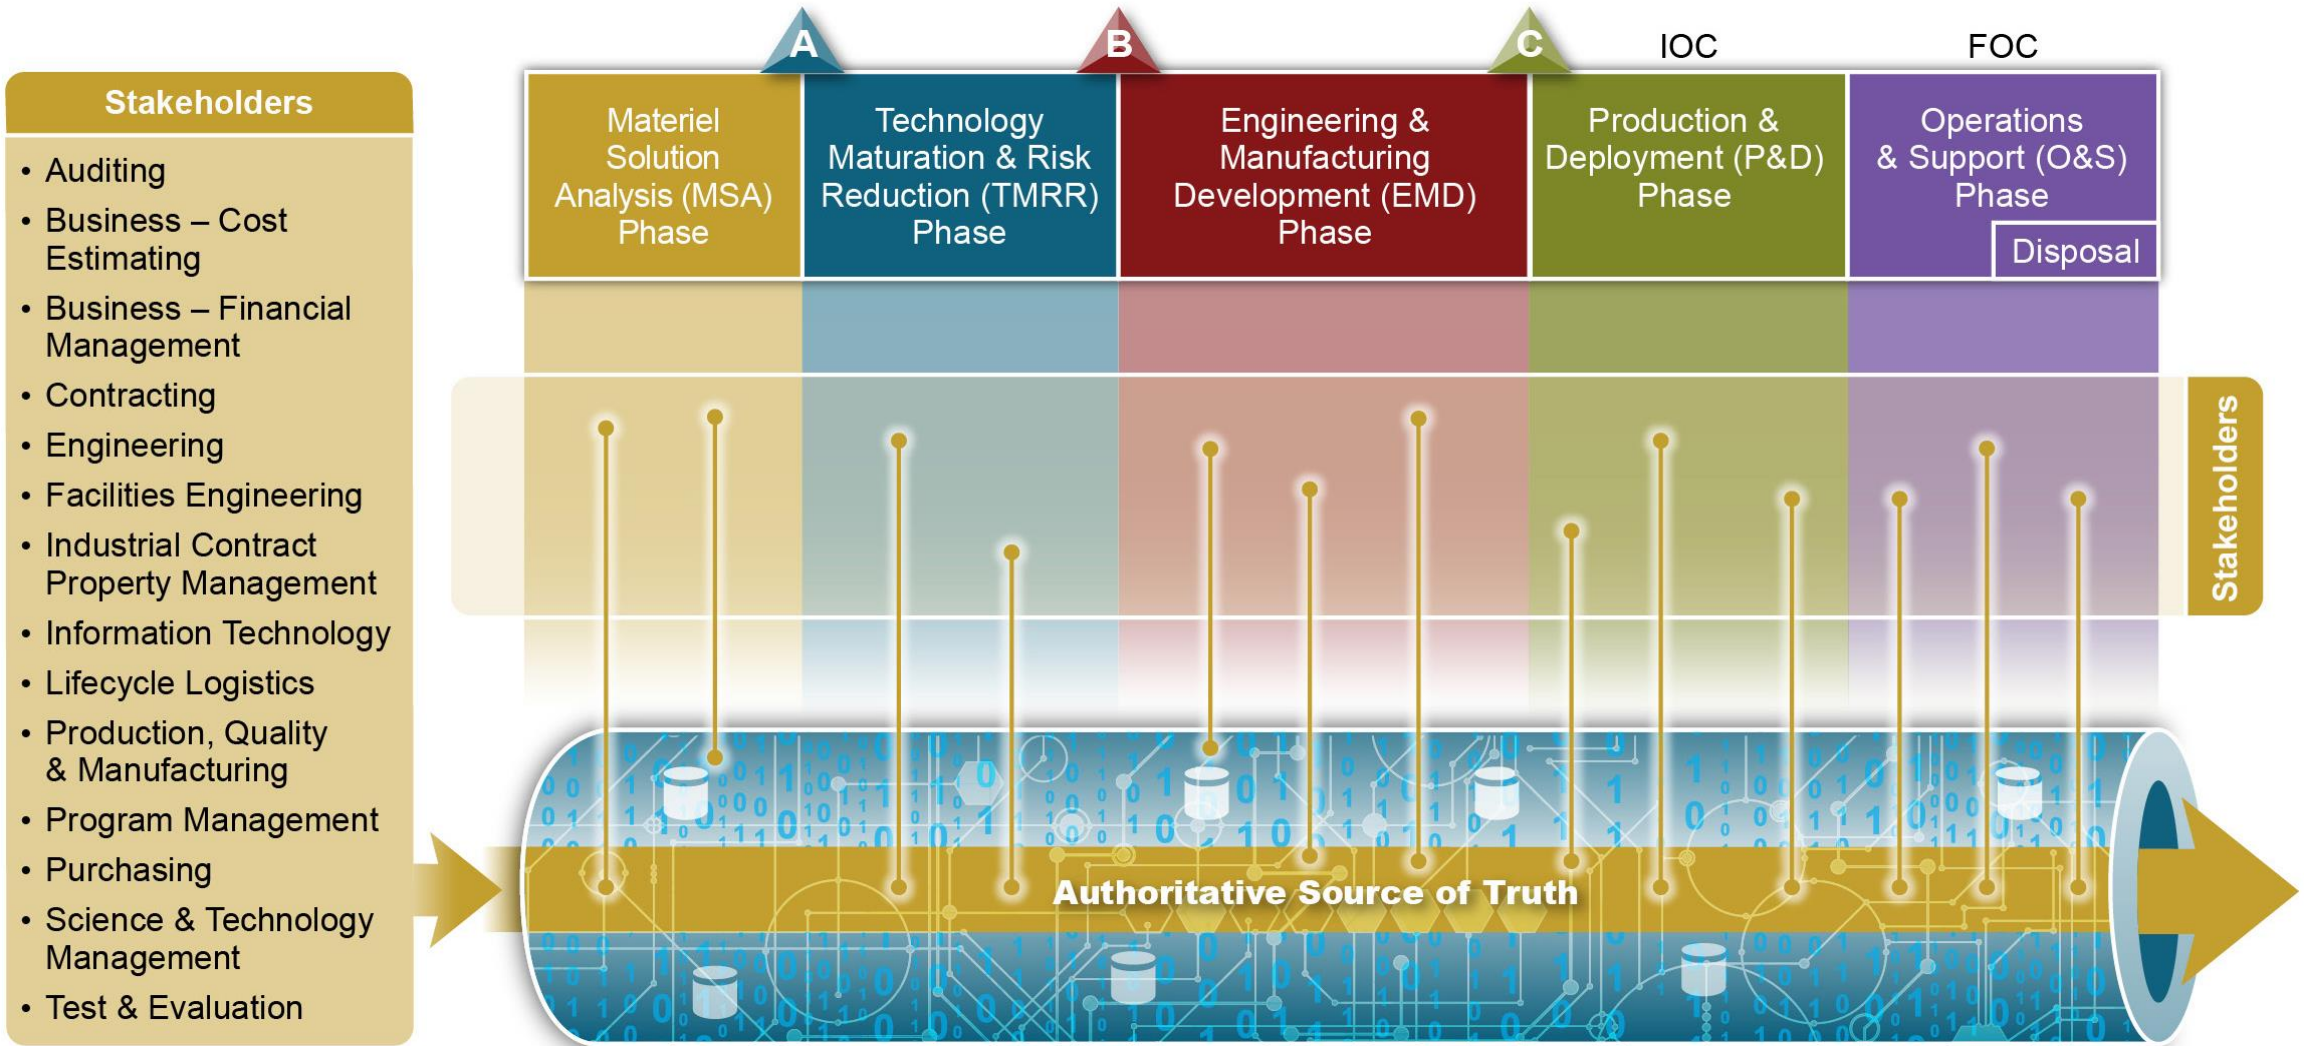 A
B
C
IOC
FOC
Stakeholders
• Auditing
• Business – Cost
Estimating
• Business – Financial
Management
• Contracting
• Engineering
• Facilities Engineering
• Industrial Contract
Property Management
• Information Technology
• Lifecycle Logistics
• Production, Quality
& Manufacturing
• Program Management
• Purchasing
• Science & Technology
Management
• Test & Evaluation
Materiel
Solution
Analysis (MSA)
Phase
Technology
Maturation & Risk
Reduction (TMRR)
Phase
Engineering &
Manufacturing
Development (EMD)
Phase
Production &
Deployment (P&D)
Phase
Operations
& Support (O&S)
Phase
Disposal
Stakeholders
Authoritative Source of Truth